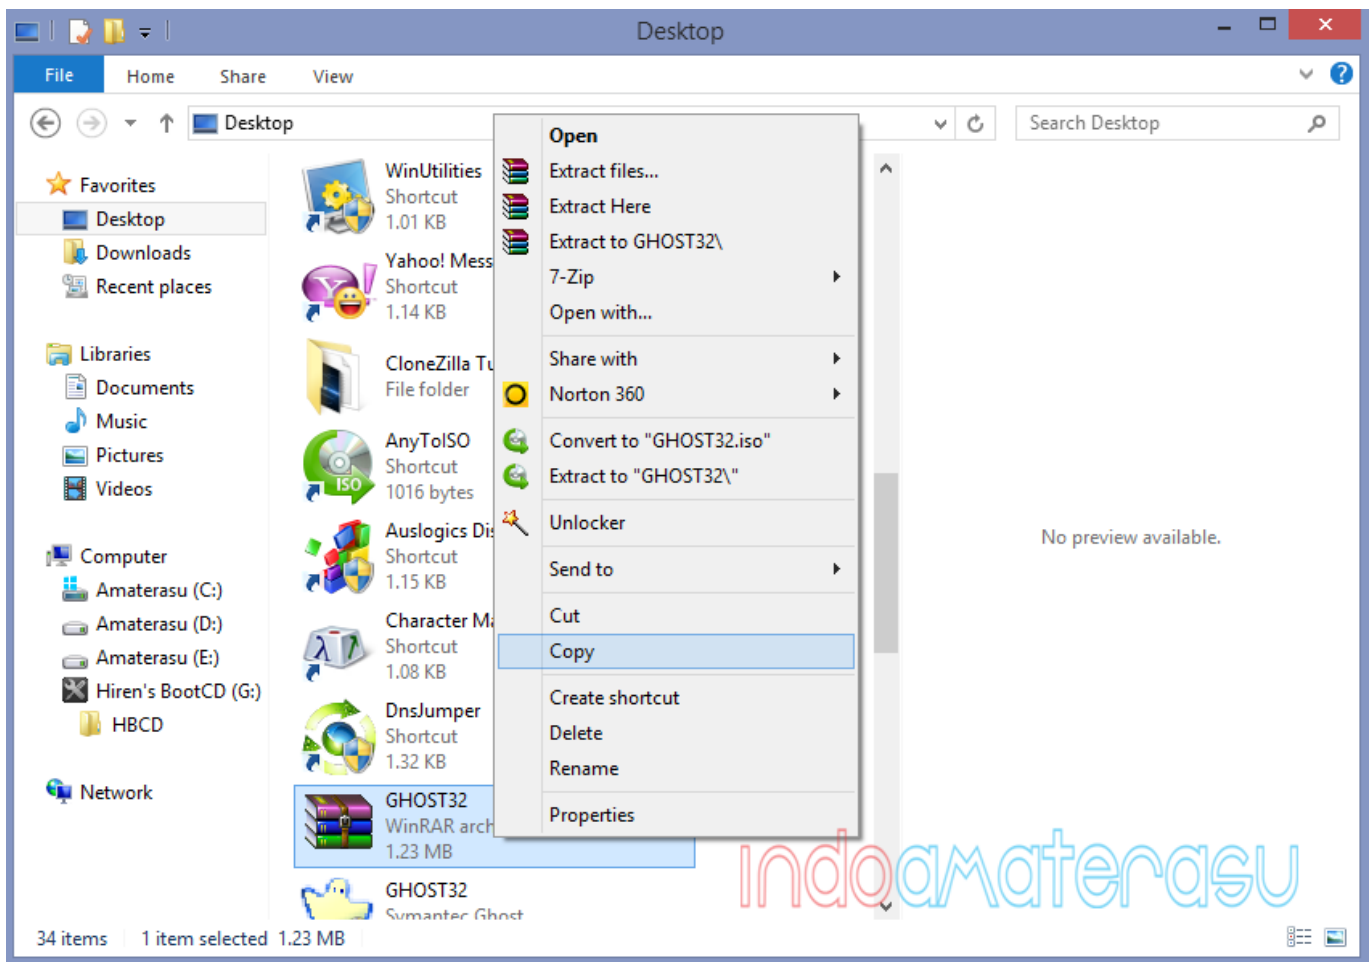 Desktop
File Home Share View
Desktop
Search Desktop
Favorites
Desktop
Downloads
Recent places
Libraries
Documents
Music
Pictures
Videos
Computer
Amaterasu (C:)
Amaterasu (D:)
Amaterasu (E:)
Hiren's BootCD (G:)
HBCD
Network
WinUtilities
Shortcut
1.01 KB
Yahoo! Mess
Shortcut
1.14 KB
CloneZilla Tu
File folder
AnyToISO
Shortcut
1016 bytes
ISO
Auslogics Dis
Shortcut
1.15 KB
Character Ma
Shortcut
1.08 KB
DnsJumper
Shortcut
1.32 KB
GHOST32
WinRAR arch
1.23 MB
GHOST32
Symantec Ghost
Open
Extract files...
Extract Here
Extract to GHOST32\
7-Zip
Open with...
Share with
Norton 360
Convert to "GHOST32.iso"
Extract to "GHOST32\"
Unlocker
Send to
Cut
Copy
Create shortcut
Delete
Rename
Properties
No preview available.
indoamaterasu
34 items 1 item selected 1.23 MB